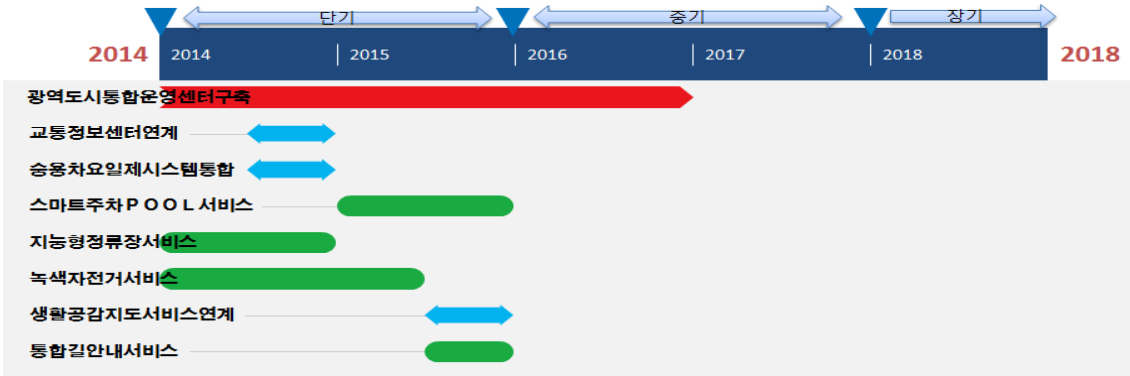 단기 중기 장기
2014 2014 2015 2016 2017 2018 2018
광역도시통합운영센터구축
교통정보센터연계
승용차요일제시스템통합
스마트주차ＰＯＯＬ서비스
지능형정류장서비스
녹색자전거서비스
생활공감지도서비스연계
통합길안내서비스